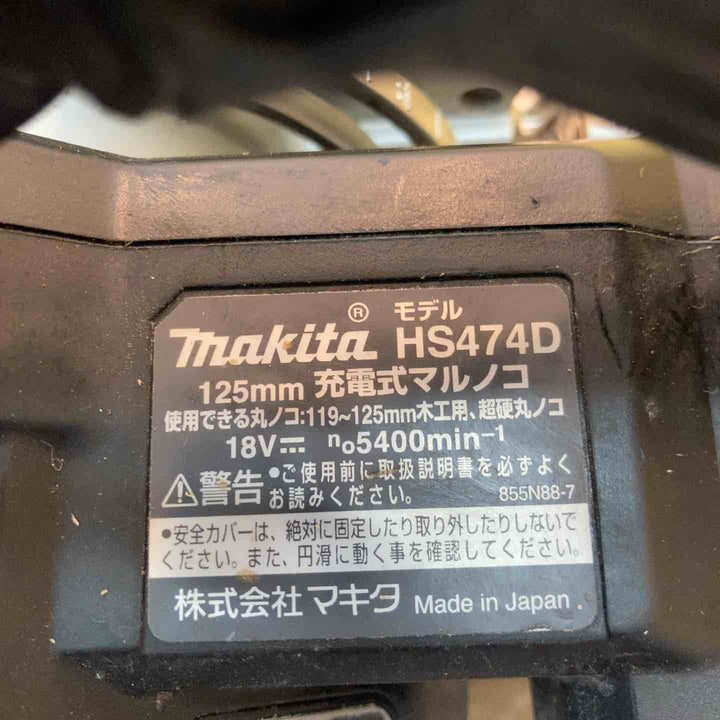 モデル
makita® HS474D
125mm 充電式マルノコ
使用できる丸ノコ:119~125mm木工用、超硬丸ノコ
18V⎓ n₀5400min⁻¹
⚠警告 •ご使用前に取扱説明書を必ずよく
お読みください。 855N88-7
•安全カバーは、絶対に固定したり取り外したりしないで
ください。また、円滑に動く事を確認してください。
株式会社マキタ Made in Japan.